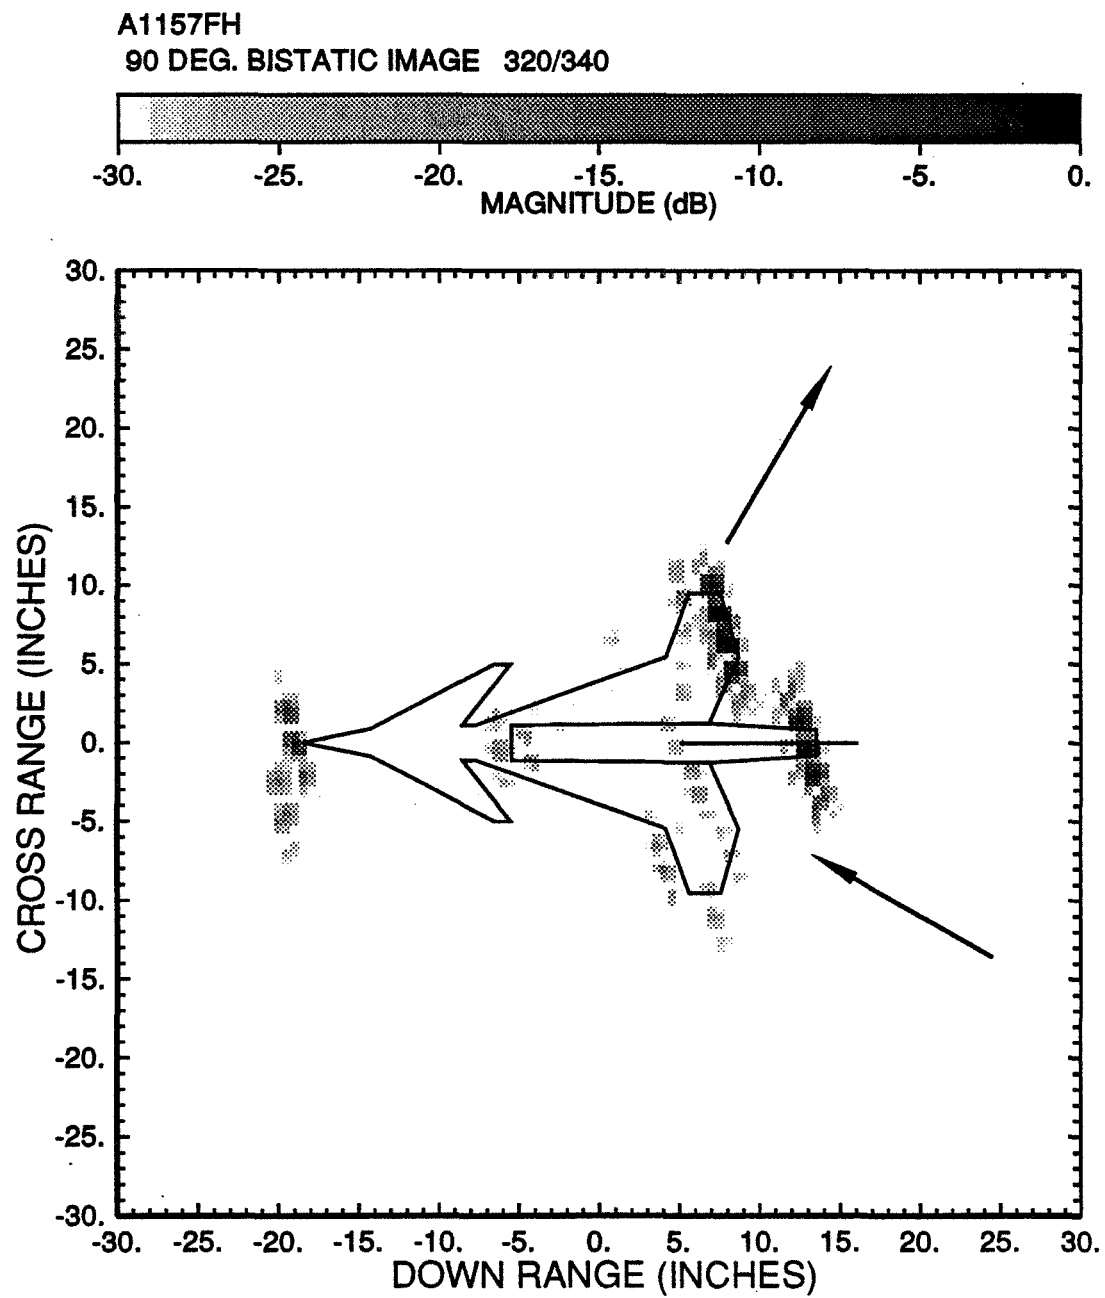 A1157FH
90 DEG. BISTATIC IMAGE 320/340
-30. -25. -20. -15. -10. -5. 0.
MAGNITUDE (dB)
30.
25.
20.
15.
10.
5.
0.
-5.
-10.
-15.
-20.
-25.
-30.
CROSS RANGE (INCHES)
-30. -25. -20. -15. -10. -5. 0. 5. 10. 15. 20. 25. 30.
DOWN RANGE (INCHES)